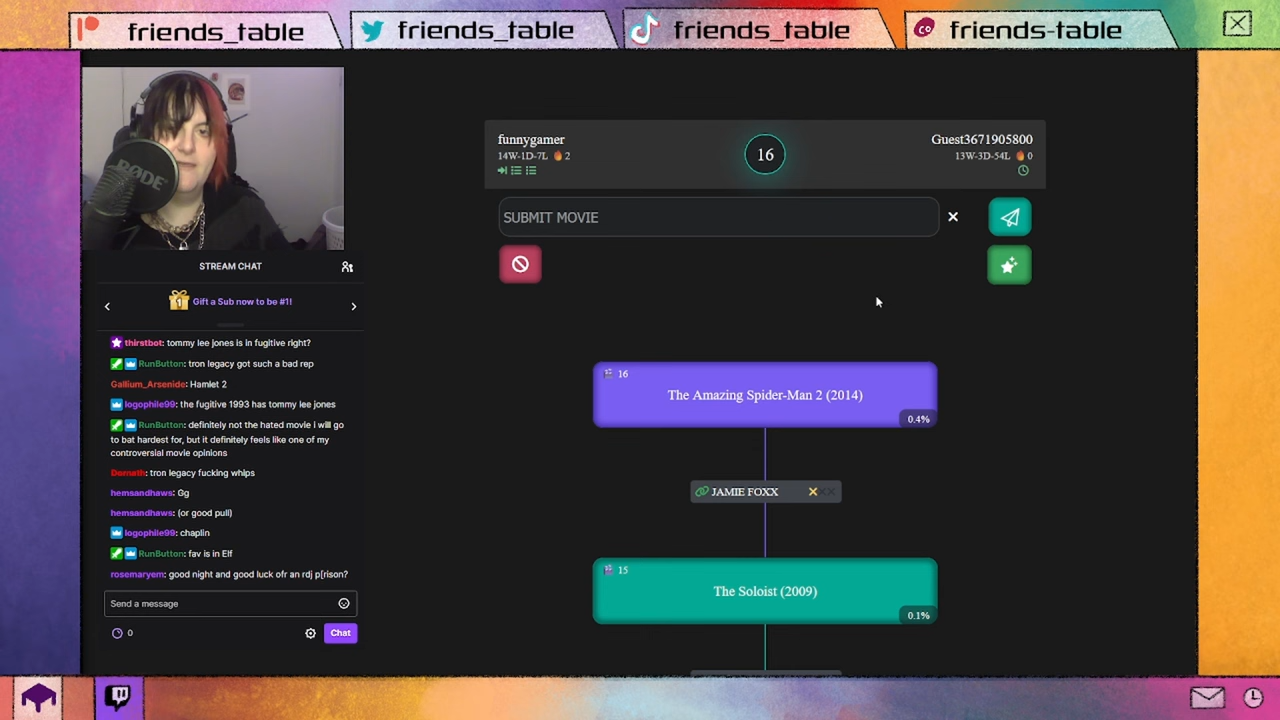 friends_table
friends_table
friends_table
friends-table
RØDE
funnygamer
14W-1D-7L 2
16
Guest3671905800
13W-3D-54L 0
SUBMIT MOVIE
STREAM CHAT
1
Gift a Sub now to be #1!
thirstbot: tommy lee jones is in fugitive right?
RunButton: tron legacy got such a bad rep
Gallium_Arsenide: Hamlet 2
logophile99: the fugitive 1993 has tommy lee jones
RunButton: definitely not the hated movie I will go
to bat hardest for, but it definitely feels like one of my
controversial movie opinions
Dornath: tron legacy fucking whips
hemsandhaws: Gg
hemsandhaws: (or good pull)
logophile99: chaplin
RunButton: fav is in Elf
rosemaryem: good night and good luck ofr an rdj p[rison?
Send a message
0
Chat
16
The Amazing Spider-Man 2 (2014)
0.4%
JAMIE FOXX
15
The Soloist (2009)
0.1%